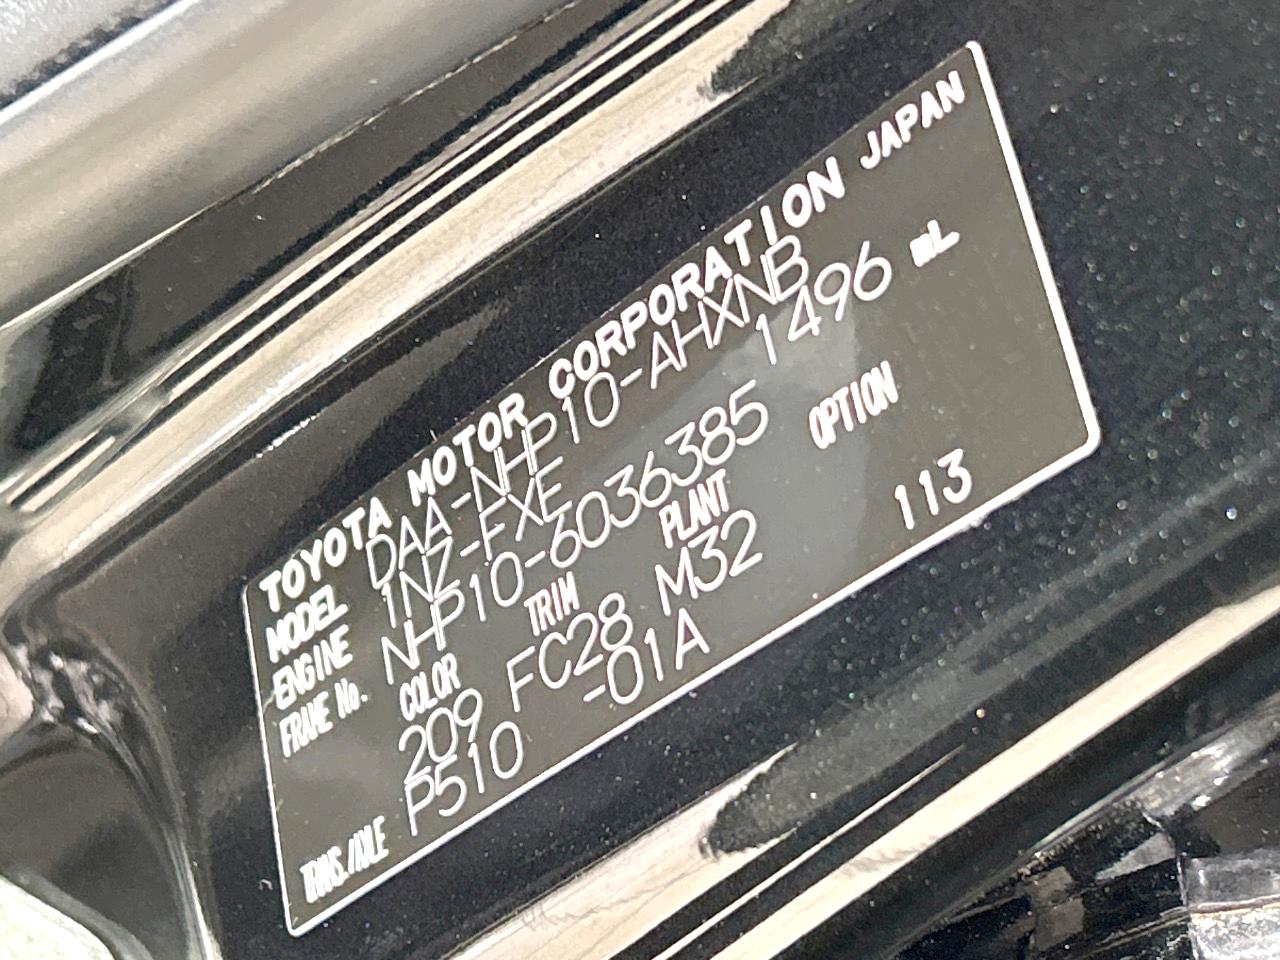 TOYOTA MOTOR CORPORATION JAPAN
MODEL DAA-NHP10-AHXNB
ENGINE 1NZ-FXE 1496 mL
FRAME No. NHP10-6036385
COLOR TRIM PLANT OPTION
209 FC28 M32 113
TRANS./AXLE P510 -01A